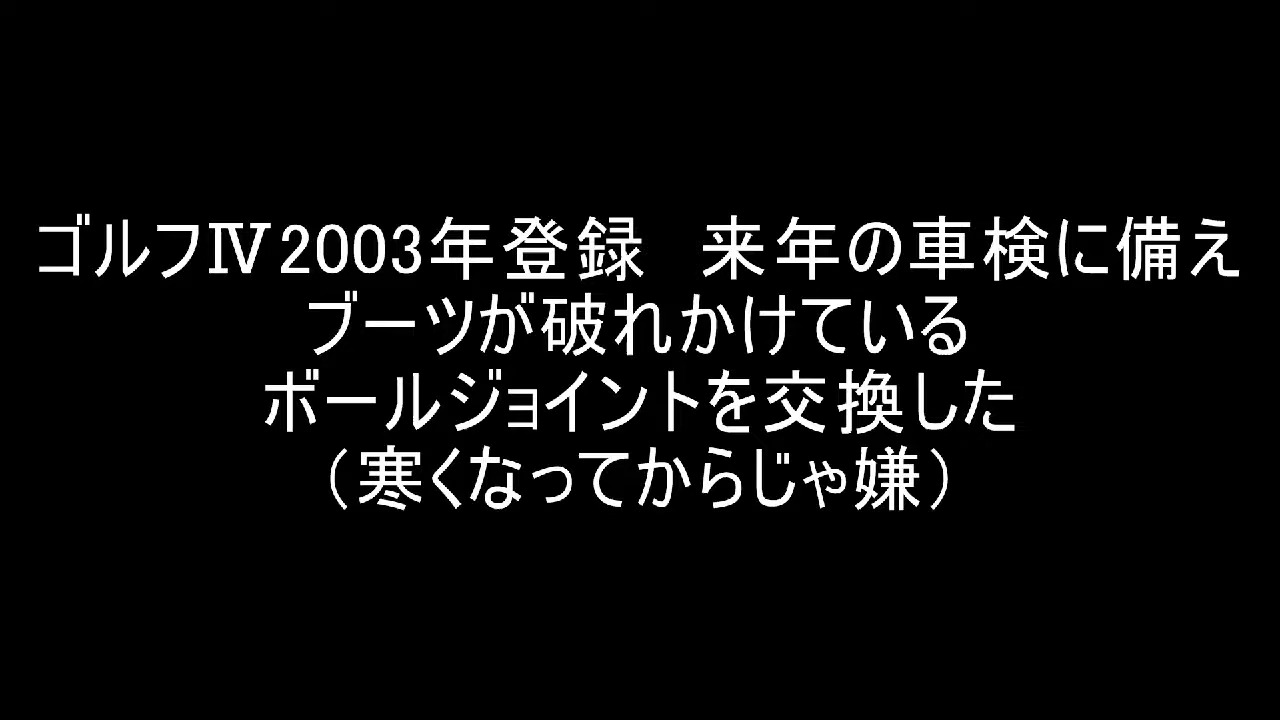 ゴルフⅣ2003年登録　来年の車検に備え
ブーツが破れかけている
ボールジョイントを交換した
（寒くなってからじゃ嫌）